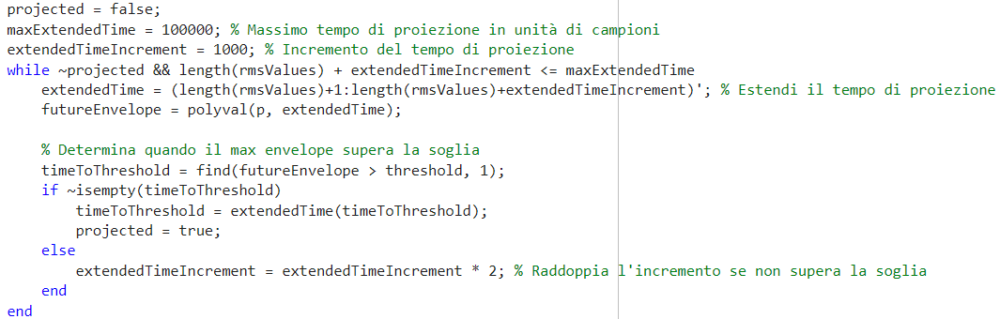 projected = false;
maxExtendedTime = 100000; % Massimo tempo di proiezione in unità di campioni
extendedTimeIncrement = 1000; % Incremento del tempo di proiezione
while ~projected && length(rmsValues) + extendedTimeIncrement <= maxExtendedTime
    extendedTime = (length(rmsValues)+1:length(rmsValues)+extendedTimeIncrement)'; % Estendi il tempo di proiezione
    futureEnvelope = polyval(p, extendedTime);

    % Determina quando il max envelope supera la soglia
    timeToThreshold = find(futureEnvelope > threshold, 1);
    if ~isempty(timeToThreshold)
        timeToThreshold = extendedTime(timeToThreshold);
        projected = true;
    else
        extendedTimeIncrement = extendedTimeIncrement * 2; % Raddoppia l'incremento se non supera la soglia
    end
end